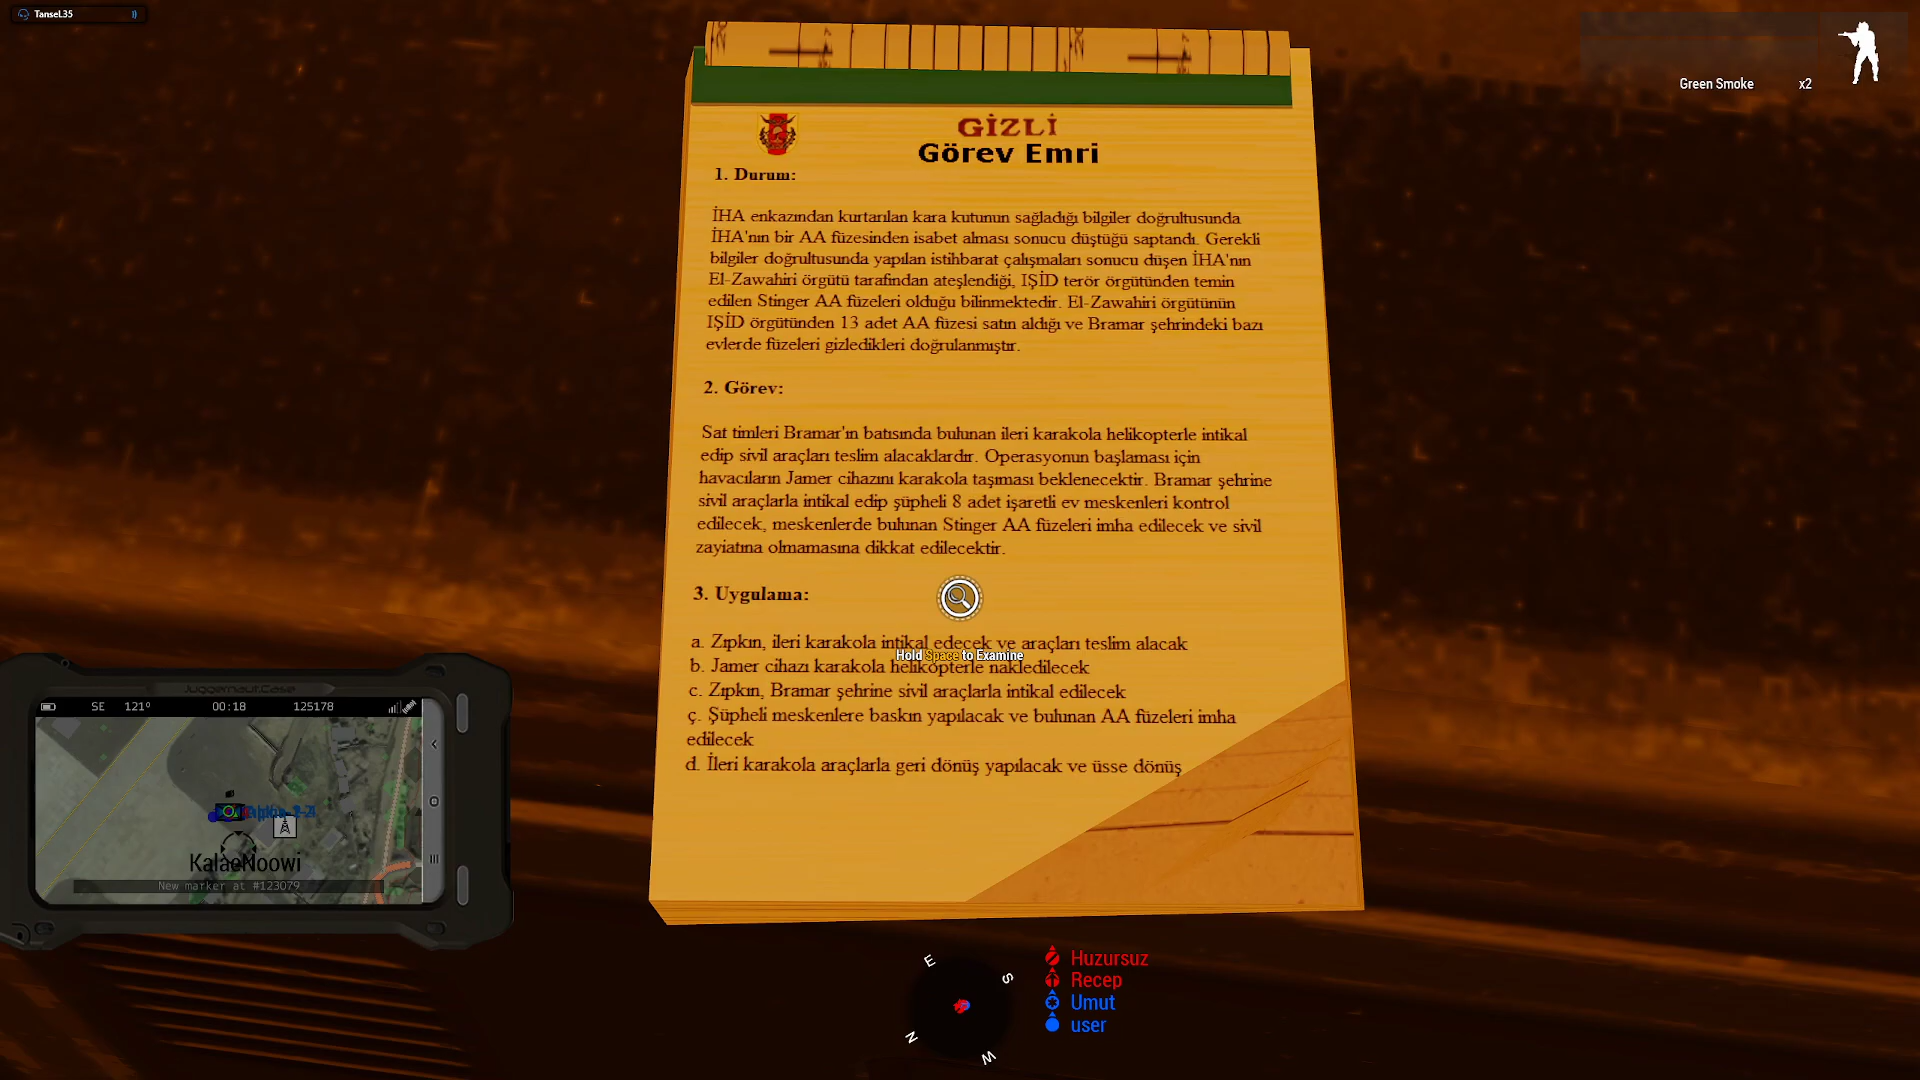 TanseL35
Green Smoke x2
GİZLİ
Görev Emri
1. Durum:
İHA enkazından kurtarılan kara kutunun sağladığı bilgiler doğrultusunda
İHA'nın bir AA füzesinden isabet alması sonucu düştüğü saptandı. Gerekli
bilgiler doğrultusunda yapılan istihbarat çalışmaları sonucu düşen İHA'nın
El-Zawahiri örgütü tarafından ateşlendiği, IŞİD terör örgütünden temin
edilen Stinger AA füzeleri olduğu bilinmektedir. El-Zawahiri örgütünün
IŞİD örgütünden 13 adet AA füzesi satın aldığı ve Bramar şehrindeki bazı
evlerde füzeleri gizledikleri doğrulanmıştır.
2. Görev:
Sat timleri Bramar'ın batısında bulunan ileri karakola helikopterle intikal
edip sivil araçları teslim alacaklardır. Operasyonun başlaması için
havacıların Jamer cihazını karakola taşıması beklenecektir. Bramar şehrine
sivil araçlarla intikal edip şüpheli 8 adet işaretli ev meskenleri kontrol
edilecek, meskenlerde bulunan Stinger AA füzeleri imha edilecek ve sivil
zayiatına olmamasına dikkat edilecektir.
3. Uygulama:
a. Zıpkın, ileri karakola intikal edecek ve araçları teslim alacak
Hold Space to Examine
b. Jamer cihazı karakola helikopterle nakledilecek
c. Zıpkın, Bramar şehrine sivil araçlarla intikal edilecek
ç. Şüpheli meskenlere baskın yapılacak ve bulunan AA füzeleri imha
edilecek
d. İleri karakola araçlarla geri dönüş yapılacak ve üsse dönüş
Juggernaut.Case
SE 121° 00:18 125178
KalaeNoowi
New marker at #123079
E
S
N
W
Huzursuz
Recep
Umut
user